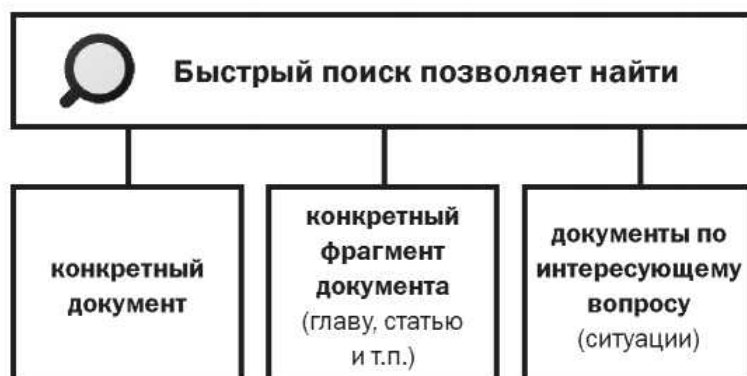 Быстрый поиск позволяет найти
конкретный
документ
конкретный
фрагмент
документа
(главу, статью
и т.п.)
документы по
интересующему
вопросу
(ситуации)